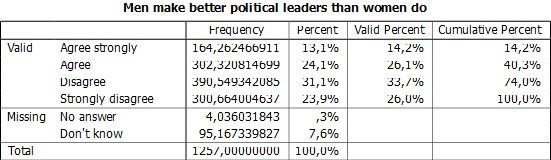 Men make better political leaders than women do
Frequency Percent Valid Percent Cumulative Percent
Valid Agree strongly 164,262466911 13,1% 14,2% 14,2%
Agree 302,320814699 24,1% 26,1% 40,3%
Disagree 390,549342085 31,1% 33,7% 74,0%
Strongly disagree 300,664004637 23,9% 26,0% 100,0%
Missing No answer 4,036031843 ,3%
Don't know 95,167339827 7,6%
Total 1257,00000000 100,0%